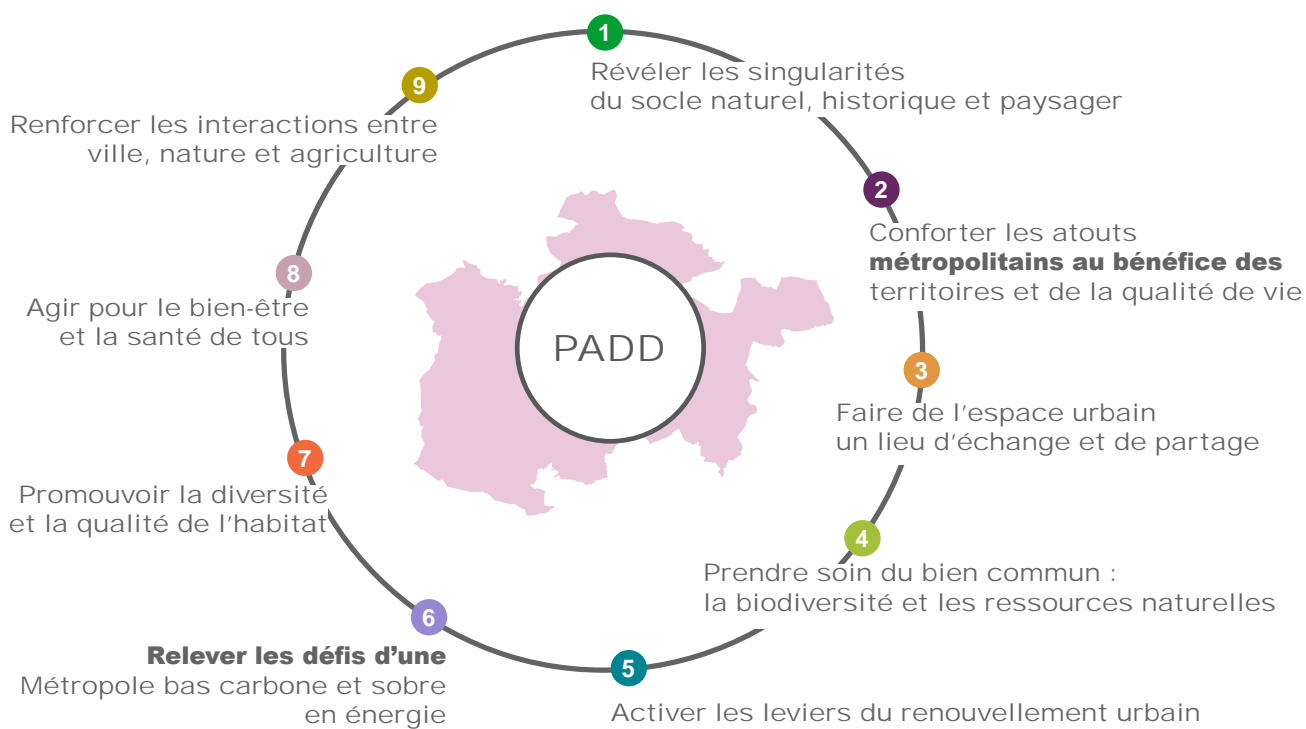 1
Révéler les singularités
du socle naturel, historique et paysager
2
Conforter les atouts
métropolitains au bénéfice des
territoires et de la qualité de vie
3
Faire de l'espace urbain
un lieu d'échange et de partage
4
Prendre soin du bien commun :
la biodiversité et les ressources naturelles
5
Activer les leviers du renouvellement urbain
6
Relever les défis d'une
Métropole bas carbone et sobre
en énergie
7
Promouvoir la diversité
et la qualité de l'habitat
8
Agir pour le bien-être
et la santé de tous
9
Renforcer les interactions entre
ville, nature et agriculture
PADD